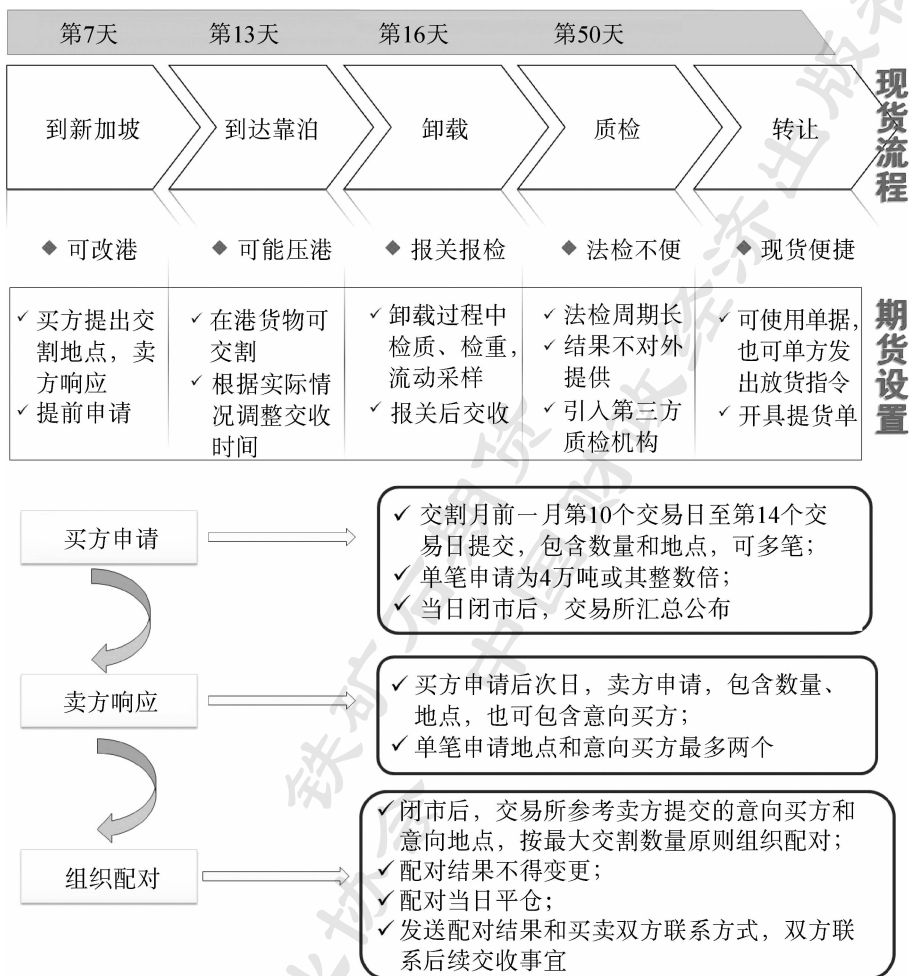 第7天 第13天 第16天 第50天
到新加坡 到达靠泊 卸载 质检 转让
现货流程
◆ 可改港 ◆ 可能压港 ◆ 报关报检 ◆ 法检不便 ◆ 现货便捷
✓ 买方提出交
割地点，卖
方响应
✓ 提前申请
✓ 在港货物可
交割
✓ 根据实际情
况调整交收
时间
✓ 卸载过程中
检质、检重，
流动采样
✓ 报关后交收
✓ 法检周期长
✓ 结果不对外
提供
✓ 引入第三方
质检机构
✓ 可使用单据，
也可单方发
出放货指令
✓ 开具提货单
期货设置
买方申请
✓ 交割月前一月第10个交易日至第14个交
易日提交，包含数量和地点，可多笔；
✓ 单笔申请为4万吨或其整数倍；
✓ 当日闭市后，交易所汇总公布
卖方响应
✓ 买方申请后次日，卖方申请，包含数量、
地点，也可包含意向买方；
✓ 单笔申请地点和意向买方最多两个
组织配对
✓ 闭市后，交易所参考卖方提交的意向买方和
意向地点，按最大交割数量原则组织配对；
✓ 配对结果不得变更；
✓ 配对当日平仓；
✓ 发送配对结果和买卖双方联系方式，双方联
系后续交收事宜
铁矿石期货
中国财政经济出版社